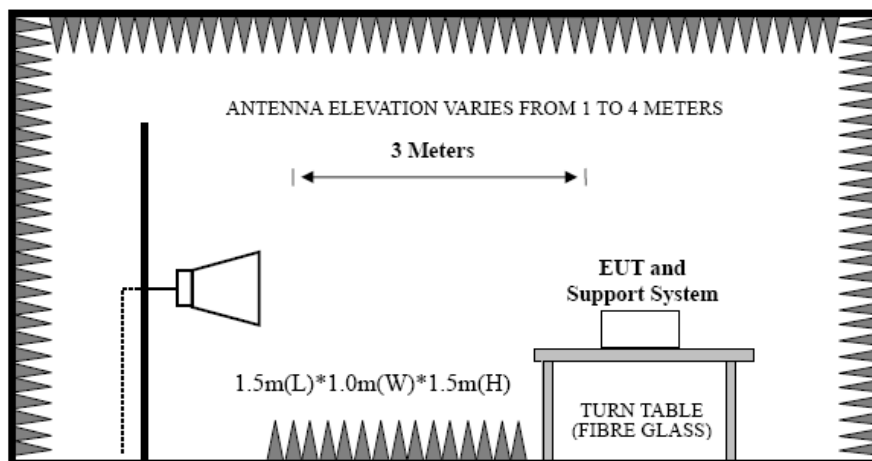 ANTENNA ELEVATION VARIES FROM 1 TO 4 METERS
3 Meters
EUT and
Support System
1.5m(L)*1.0m(W)*1.5m(H)
TURN TABLE
(FIBRE GLASS)